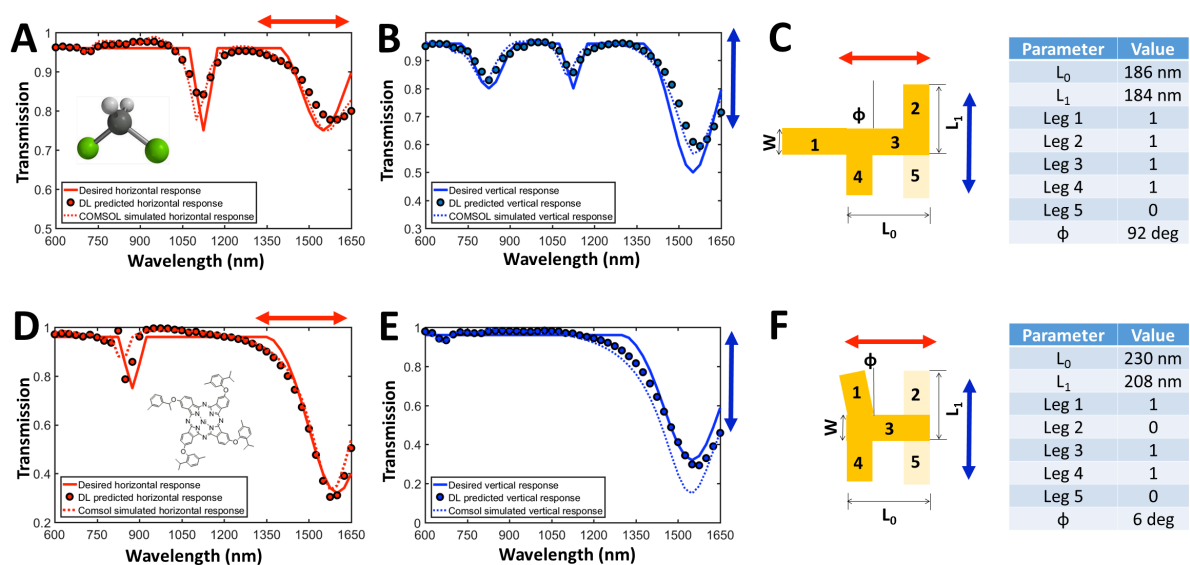 A
Transmission
1
0.9
0.8
0.7
0.6
0.5
600 750 900 1050 1200 1350 1500 1650
Wavelength (nm)
Desired horizontal response
DL predicted horizontal response
COMSOL simulated horizontal response
B
Transmission
1
0.9
0.8
0.7
0.6
0.5
0.4
600 750 900 1050 1200 1350 1500 1650
Wavelength (nm)
Desired vertical response
DL predicted vertical response
COMSOL simulated vertical response
C
W
1
ϕ
2
3
4
5
L1
L0
Parameter Value
L0 186 nm
L1 184 nm
Leg 1 1
Leg 2 1
Leg 3 1
Leg 4 1
Leg 5 0
ϕ 92 deg
D
Transmission
1
0.8
0.6
0.4
0.2
600 750 900 1050 1200 1350 1500 1650
Wavelength (nm)
Desired horizontal response
DL predicted horizontal response
Comsol simulated horizontal response
E
Transmission
1
0.8
0.6
0.4
0.2
0
600 750 900 1050 1200 1350 1500 1650
Wavelength (nm)
Desired vertical response
DL predicted vertical response
Comsol simulated vertical response
F
ϕ
1
2
W
3
4
5
L1
L0
Parameter Value
L0 230 nm
L1 208 nm
Leg 1 1
Leg 2 0
Leg 3 1
Leg 4 1
Leg 5 0
ϕ 6 deg